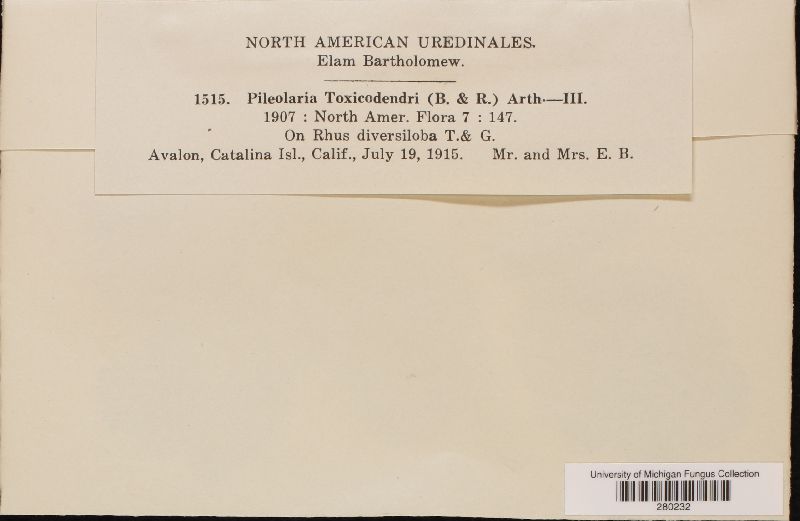 NORTH AMERICAN UREDINALES.
Elam Bartholomew.
1515. Pileolaria Toxicodendri (B. & R.) Arth.—III.
1907 : North Amer. Flora 7 : 147.
On Rhus diversiloba T.& G.
Avalon, Catalina Isl., Calif., July 19, 1915. Mr. and Mrs. E. B.
University of Michigan Fungus Collection
280232